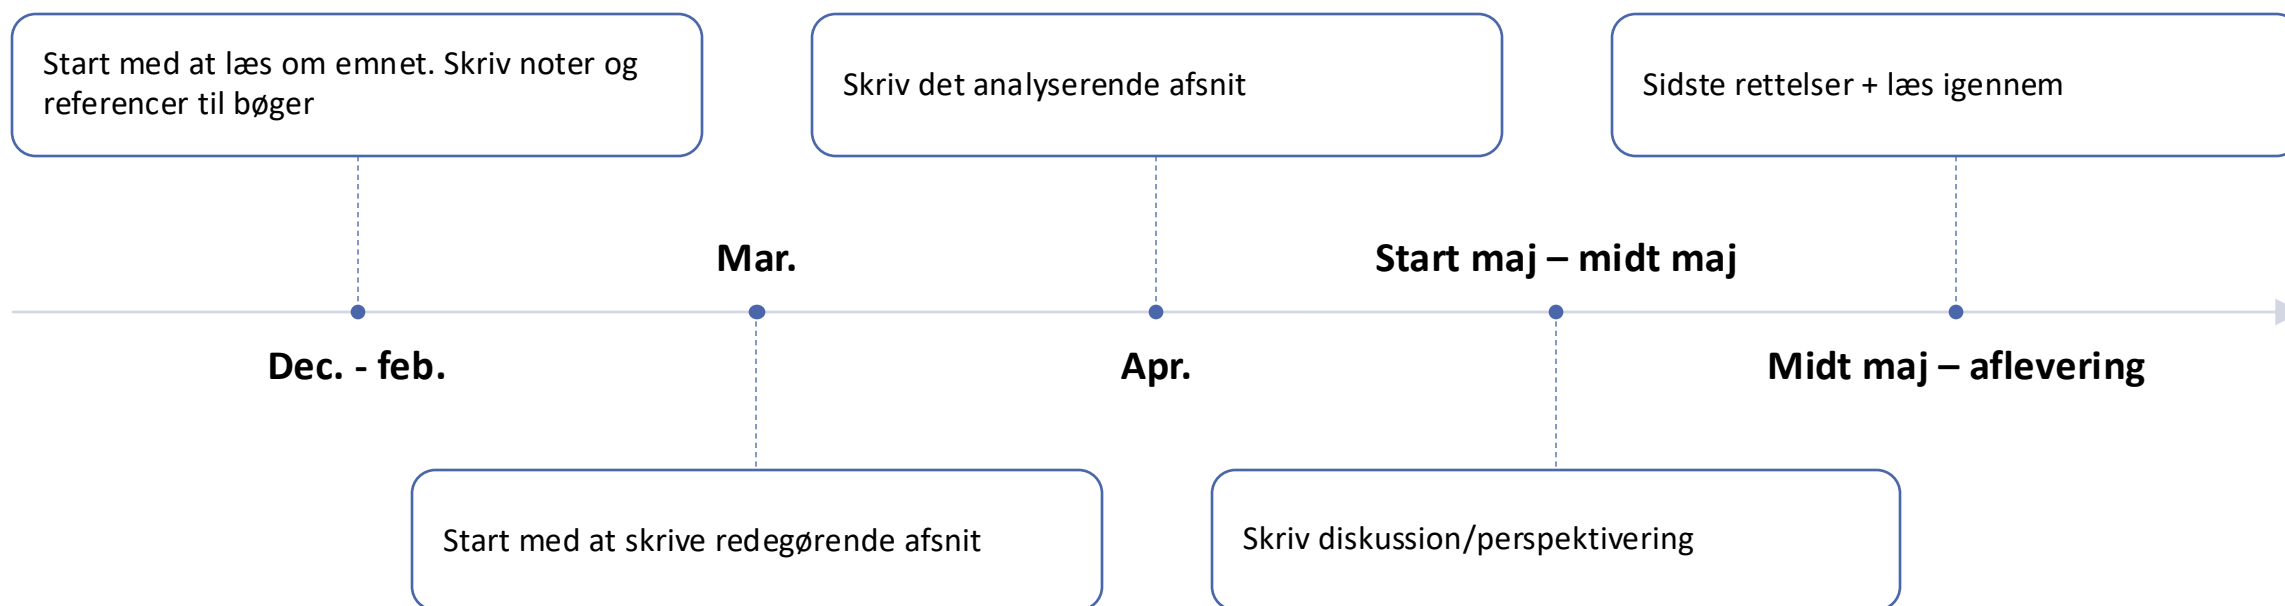 Start med at læs om emnet. Skriv noter og
referencer til bøger
Skriv det analyserende afsnit
Sidste rettelser + læs igennem
Mar.
Start maj – midt maj
Dec. - feb.
Apr.
Midt maj – aflevering
Start med at skrive redegørende afsnit
Skriv diskussion/perspektivering